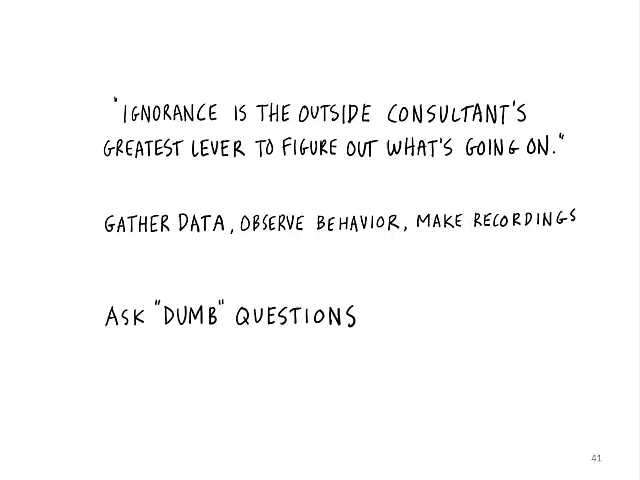 "IGNORANCE IS THE OUTSIDE CONSULTANT'S
GREATEST LEVER TO FIGURE OUT WHAT'S GOING ON."
GATHER DATA, OBSERVE BEHAVIOR, MAKE RECORDINGS
ASK "DUMB" QUESTIONS
41